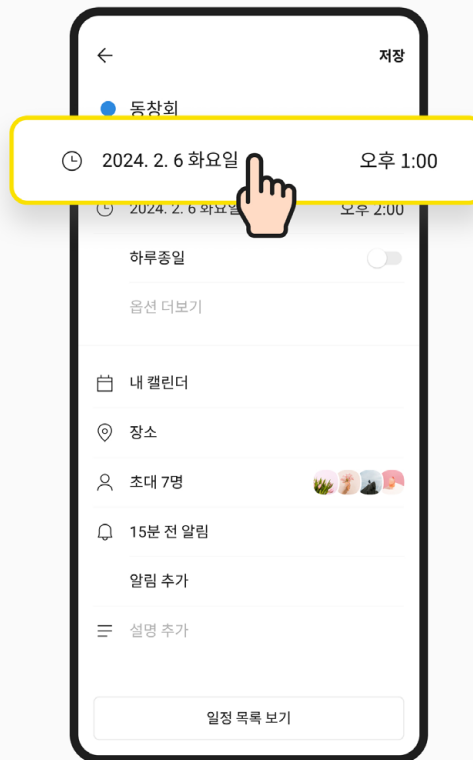 저장
동창회
2024. 2. 6 화요일 오후 1:00
2024. 2. 6 화요일 오후 2:00
하루종일
옵션 더보기
내 캘린더
장소
초대 7명
15분 전 알림
알림 추가
설명 추가
일정 목록 보기